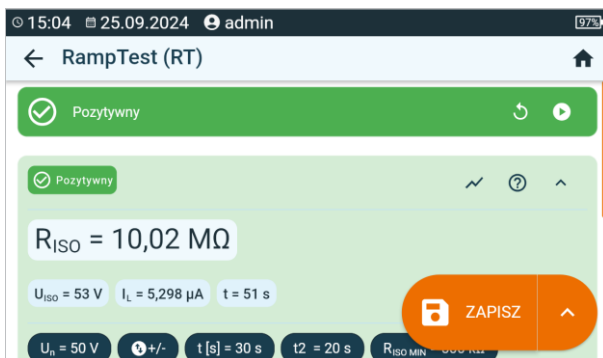 15:04 25.09.2024 admin 97%
RampTest (RT)
Pozytywny
Pozytywny
RISO = 10,02 MΩ
UISO = 53 V IL = 5,298 μA t = 51 s
ZAPISZ
Un = 50 V +/- t [s] = 30 s t2 = 20 s RISO MIN